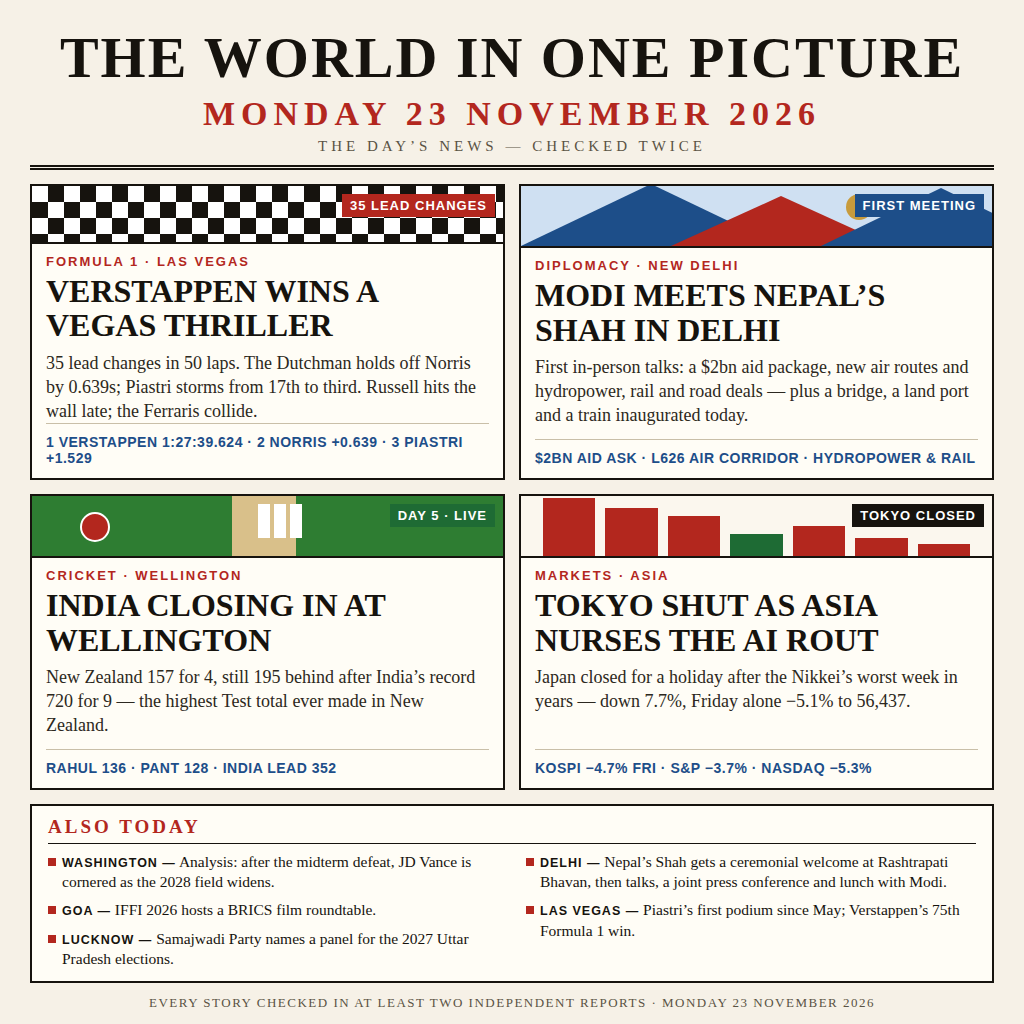 THE WORLD IN ONE PICTURE
MONDAY 23 NOVEMBER 2026
THE DAY’S NEWS — CHECKED TWICE
35 LEAD CHANGES
FORMULA 1 · LAS VEGAS
VERSTAPPEN WINS A
VEGAS THRILLER
35 lead changes in 50 laps. The Dutchman holds off Norris
by 0.639s; Piastri storms from 17th to third. Russell hits the
wall late; the Ferraris collide.
1 VERSTAPPEN 1:27:39.624 · 2 NORRIS +0.639 · 3 PIASTRI
+1.529
FIRST MEETING
DIPLOMACY · NEW DELHI
MODI MEETS NEPAL’S
SHAH IN DELHI
First in-person talks: a $2bn aid package, new air routes and
hydropower, rail and road deals — plus a bridge, a land port
and a train inaugurated today.
$2BN AID ASK · L626 AIR CORRIDOR · HYDROPOWER & RAIL
DAY 5 · LIVE
CRICKET · WELLINGTON
INDIA CLOSING IN AT
WELLINGTON
New Zealand 157 for 4, still 195 behind after India’s record
720 for 9 — the highest Test total ever made in New
Zealand.
RAHUL 136 · PANT 128 · INDIA LEAD 352
TOKYO CLOSED
MARKETS · ASIA
TOKYO SHUT AS ASIA
NURSES THE AI ROUT
Japan closed for a holiday after the Nikkei’s worst week in
years — down 7.7%, Friday alone −5.1% to 56,437.
KOSPI −4.7% FRI · S&P −3.7% · NASDAQ −5.3%
ALSO TODAY
WASHINGTON — Analysis: after the midterm defeat, JD Vance is
cornered as the 2028 field widens.
GOA — IFFI 2026 hosts a BRICS film roundtable.
LUCKNOW — Samajwadi Party names a panel for the 2027 Uttar
Pradesh elections.
DELHI — Nepal’s Shah gets a ceremonial welcome at Rashtrapati
Bhavan, then talks, a joint press conference and lunch with Modi.
LAS VEGAS — Piastri’s first podium since May; Verstappen’s 75th
Formula 1 win.
EVERY STORY CHECKED IN AT LEAST TWO INDEPENDENT REPORTS · MONDAY 23 NOVEMBER 2026